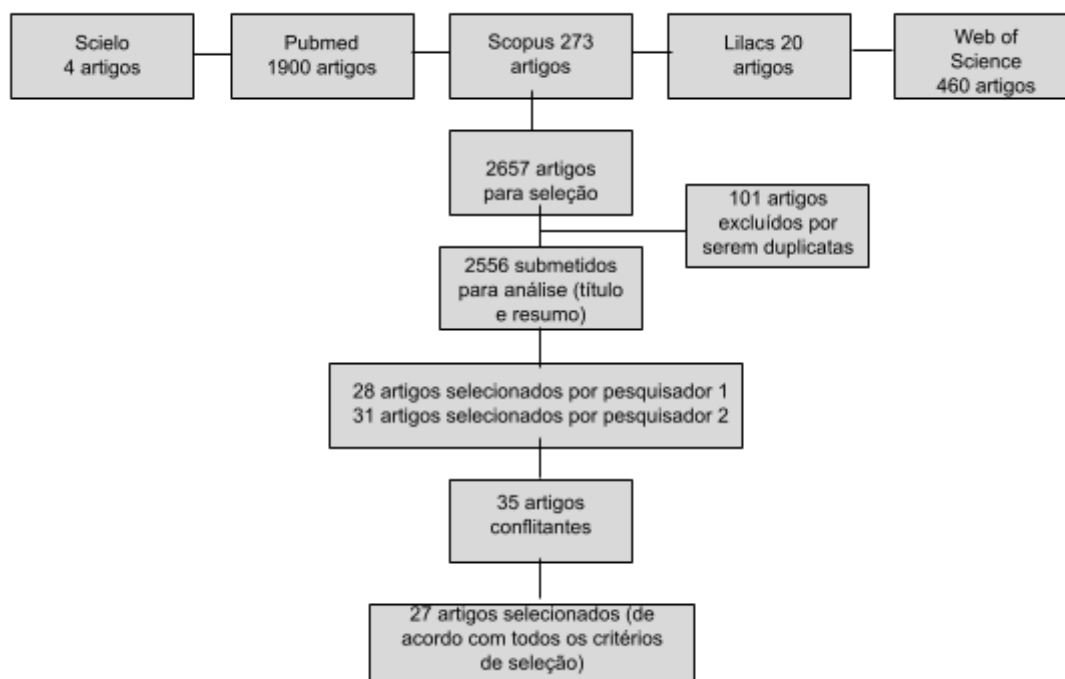 Scielo
4 artigos
Pubmed
1900 artigos
Scopus 273
artigos
Lilacs 20
artigos
Web of
Science
460 artigos
2657 artigos
para seleção
101 artigos
excluídos por
serem duplicatas
2556 submetidos
para análise (título
e resumo)
28 artigos selecionados por pesquisador 1
31 artigos selecionados por pesquisador 2
35 artigos
conflitantes
27 artigos selecionados (de
acordo com todos os critérios
de seleção)